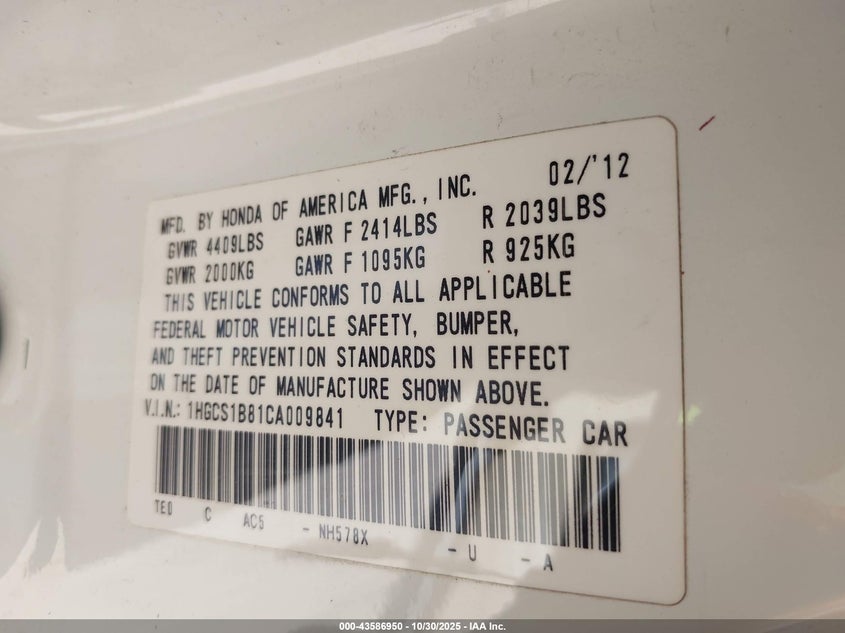 MFD. BY HONDA OF AMERICA MFG., INC. 02/'12
GVWR 4409LBS GAWR F 2414LBS R 2039LBS
GVWR 2000KG GAWR F 1095KG R 925KG
THIS VEHICLE CONFORMS TO ALL APPLICABLE
FEDERAL MOTOR VEHICLE SAFETY, BUMPER,
AND THEFT PREVENTION STANDARDS IN EFFECT
ON THE DATE OF MANUFACTURE SHOWN ABOVE.
V.I.N.: 1HGCS1B81CA009841 TYPE: PASSENGER CAR
TE0 C AC5 - NH578X - U - A
000-43586950 | 10/30/2025 - IAA Inc.